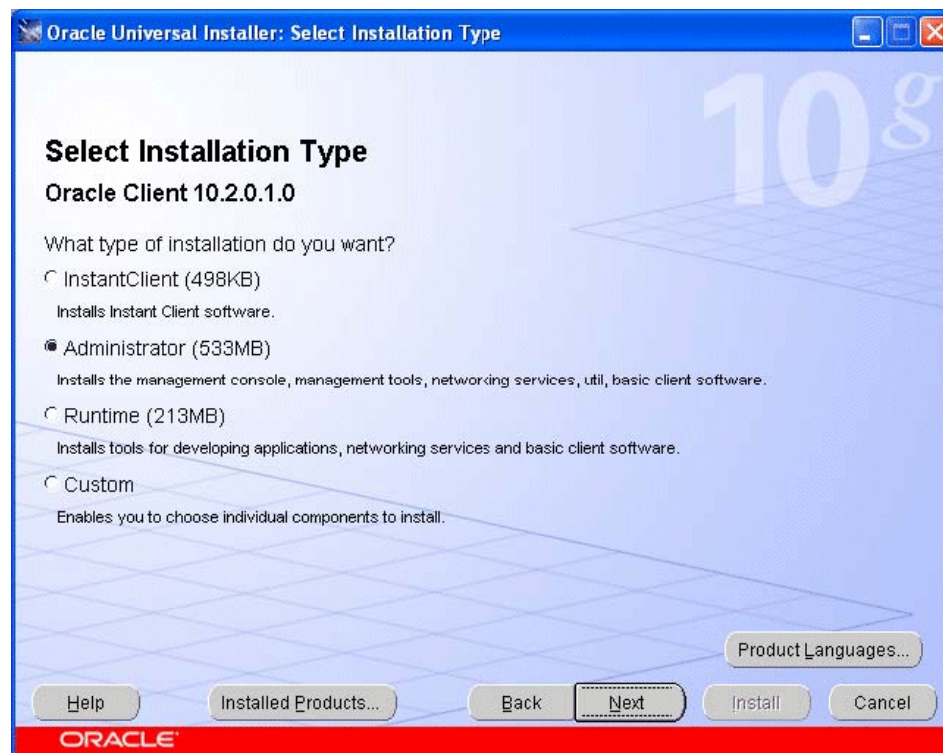 Oracle Universal Installer: Select Installation Type
10g
Select Installation Type
Oracle Client 10.2.0.1.0
What type of installation do you want?
InstantClient (498KB)
Installs Instant Client software.
Administrator (533MB)
Installs the management console, management tools, networking services, util, basic client software.
Runtime (213MB)
Installs tools for developing applications, networking services and basic client software.
Custom
Enables you to choose individual components to install.
Product Languages...
Help Installed Products... Back Next Install Cancel
ORACLE